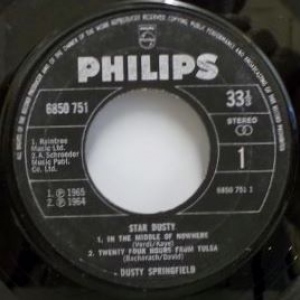 PHILIPS
6850 751
33⅓
STEREO
1. Raintree
Music Ltd.
2. A. Schroeder
Music Publ.
Co. Ltd.
1
6850 751 1
1. Ⓟ 1965
2. Ⓟ 1964
STAR DUSTY
1. IN THE MIDDLE OF NOWHERE
(Verdi/Kaye)
2. TWENTY FOUR HOURS FROM TULSA
(Bacharach/David)
DUSTY SPRINGFIELD